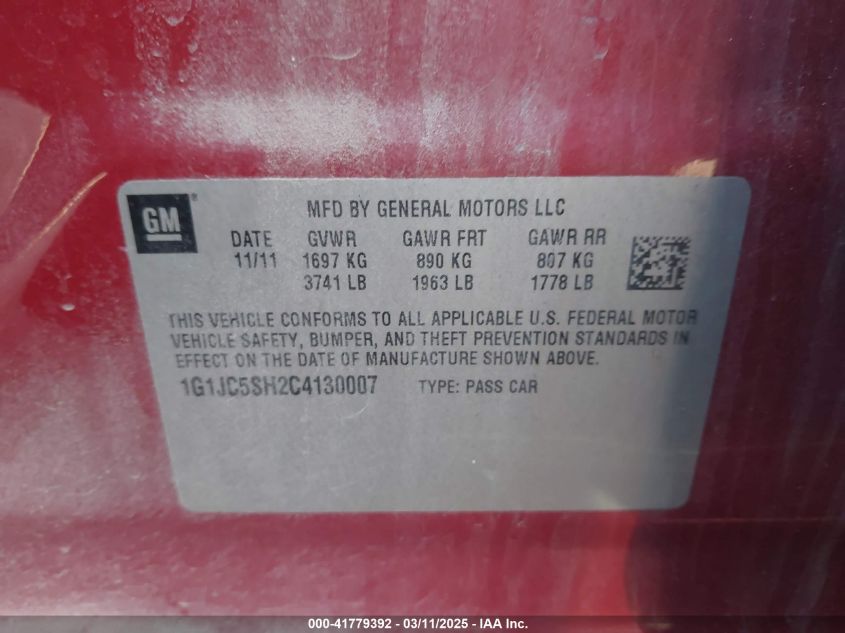 GM®
MFD BY GENERAL MOTORS LLC
DATE GVWR GAWR FRT GAWR RR
11/11 1697 KG 890 KG 807 KG
3741 LB 1963 LB 1778 LB
THIS VEHICLE CONFORMS TO ALL APPLICABLE U.S. FEDERAL MOTOR
VEHICLE SAFETY, BUMPER, AND THEFT PREVENTION STANDARDS IN
EFFECT ON THE DATE OF MANUFACTURE SHOWN ABOVE.
1G1JC5SH2C4130007 TYPE: PASS CAR
000-41779392 - 03/11/2025 - IAA, Inc.